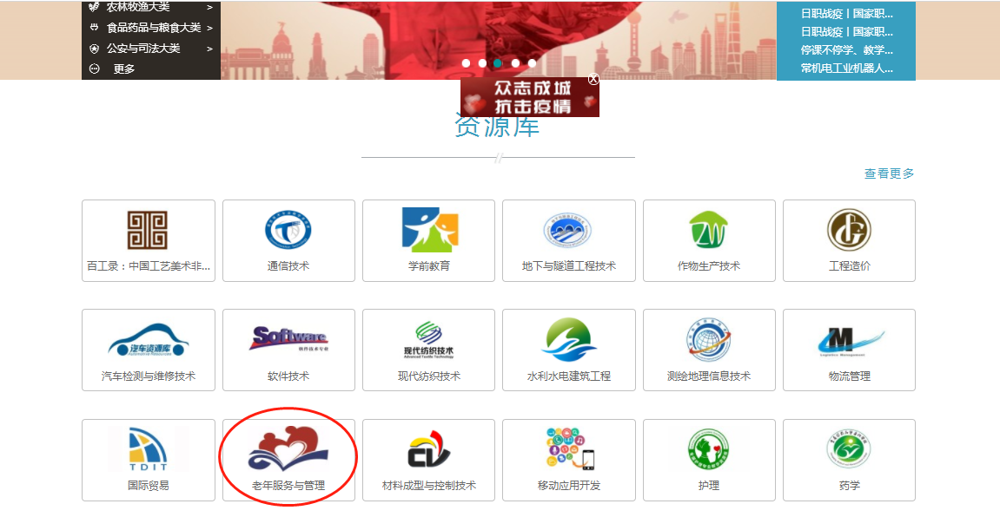 农林牧渔大类 >
食品药品与粮食大类 >
公安与司法大类 >
更多
日职战疫丨国家职...
日职战疫丨国家职...
停课不停学、教学...
常机电工业机器人...
众志成城
抗击疫情
资源库
//
查看更多
百工录：中国工艺美术非...
通信技术
学前教育
地下与隧道工程技术
作物生产技术
工程造价
汽车资源库
Automotive Resources
汽车检测与维修技术
Software
软件技术专业
软件技术
现代纺织技术
Advanced Textile Technology
现代纺织技术
水利水电建筑工程
测绘地理信息技术
M
Logistics Management
物流管理
TDIT
国际贸易
老年服务与管理
材料成型与控制技术
移动应用开发
护理
药学